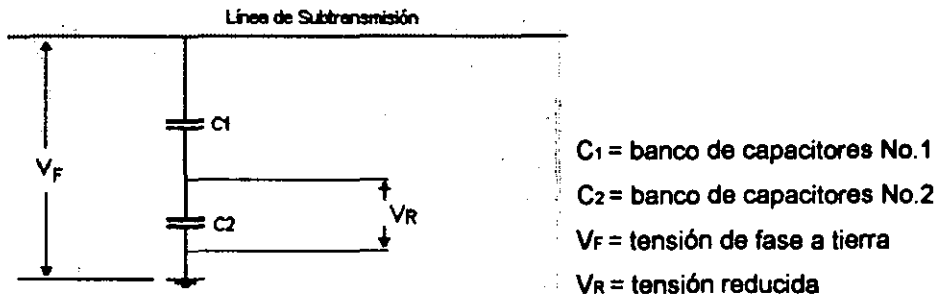 Línea de Subtransmisión
C1
VF
C2
VR
C1 = banco de capacitores No.1
C2 = banco de capacitores No.2
VF = tensión de fase a tierra
VR = tensión reducida